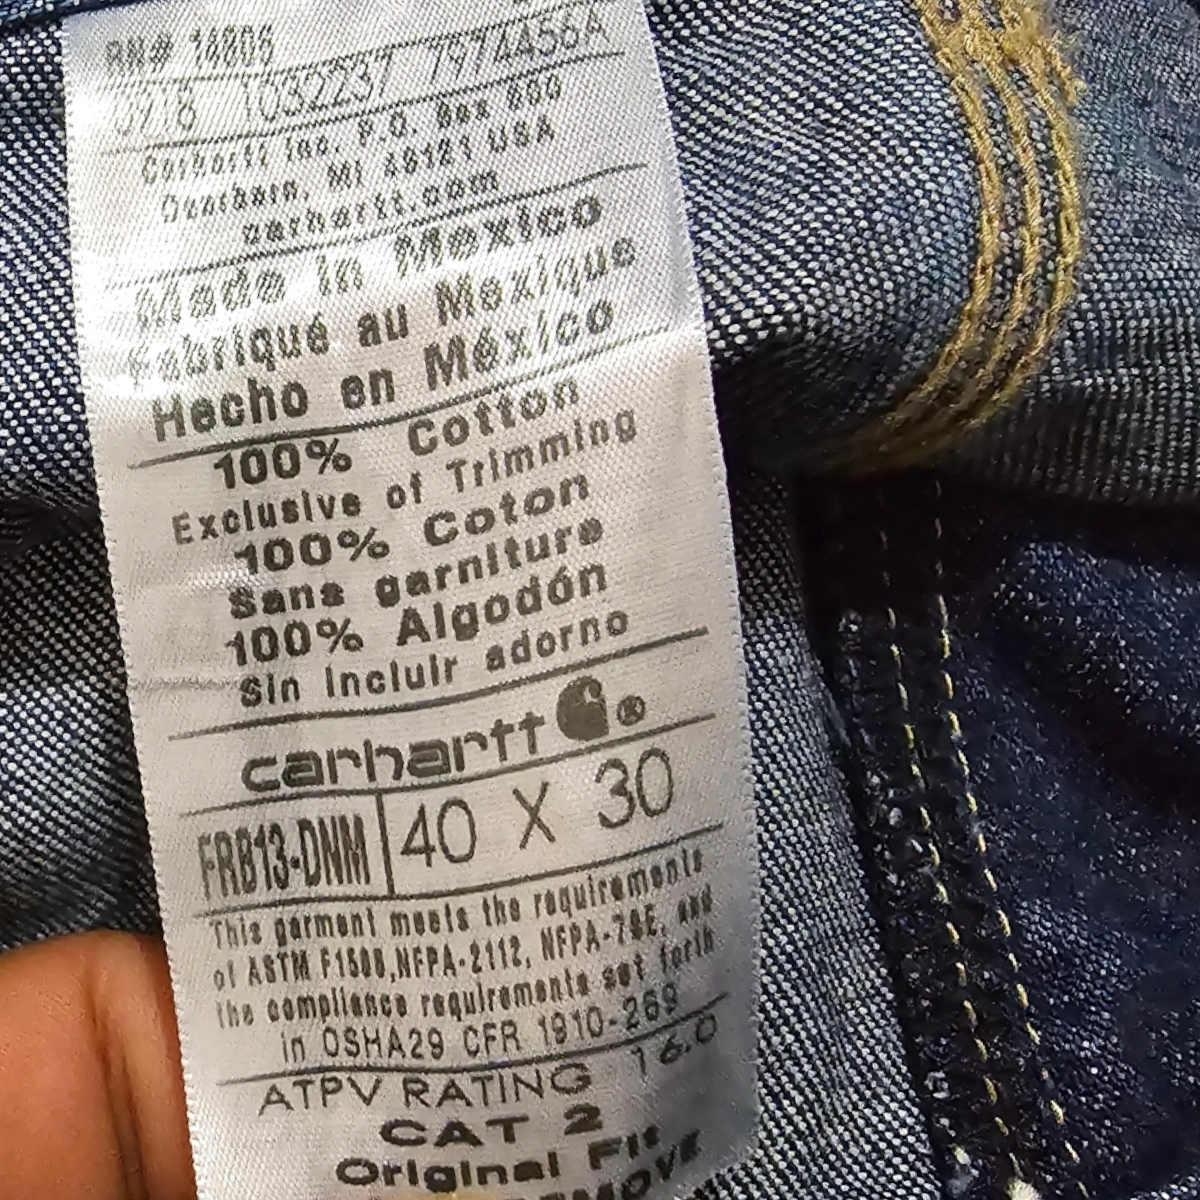 RN# 14806
0218 1032237 7974456A
Carhartt Inc. P.O. Box 600
Dearborn, MI 48121 USA
carhartt.com
Made in Mexico
Fabriqué au Mexique
Hecho en México
100% Cotton
Exclusive of Trimming
100% Coton
Sans garniture
100% Algodón
Sin incluir adorno
carhartt ®
FRB13-DNM 40 X 30
This garment meets the requirements
of ASTM F1506,NFPA-2112, NFPA-70E, and
the compliance requirements set forth
in OSHA29 CFR 1910-269
ATPV RATING 16.0
CAT 2
Original Fit